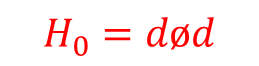 H₀ = død